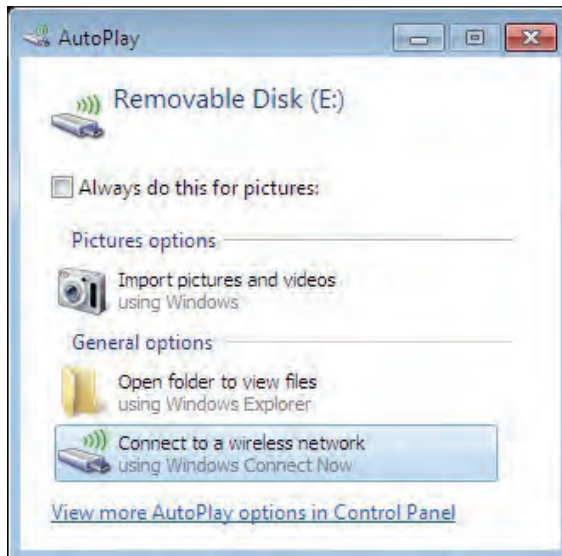 AutoPlay
Removable Disk (E:)
Always do this for pictures:
Pictures options
Import pictures and videos
using Windows
General options
Open folder to view files
using Windows Explorer
Connect to a wireless network
using Windows Connect Now
View more AutoPlay options in Control Panel